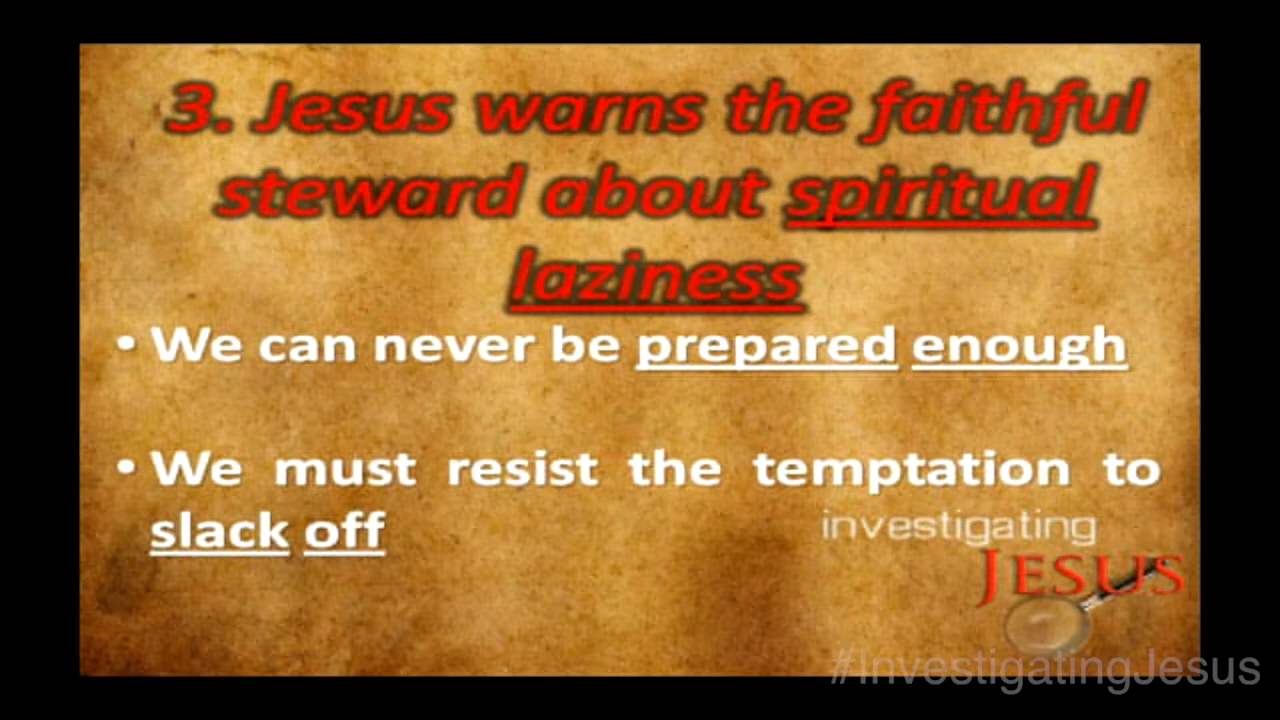 3. Jesus warns the faithful
steward about spiritual
laziness
• We can never be prepared enough
• We must resist the temptation to
slack off
investigating
JESUS
#InvestigatingJesus